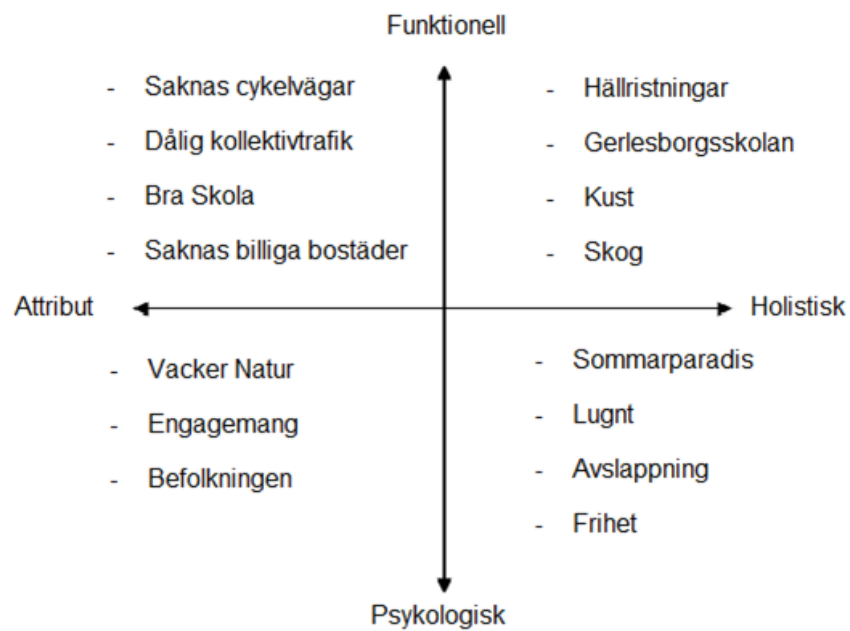 Funktionell
- Saknas cykelvägar
- Dålig kollektivtrafik
- Bra Skola
- Saknas billiga bostäder
- Hällristningar
- Gerlesborgsskolan
- Kust
- Skog
Attribut
Holistisk
- Vacker Natur
- Engagemang
- Befolkningen
- Sommarparadis
- Lugnt
- Avslappning
- Frihet
Psykologisk